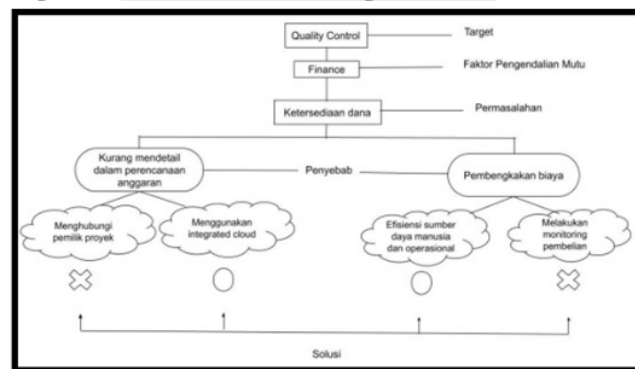 Quality Control
Target
Finance
Faktor Pengendalian Mutu
Ketersediaan dana
Permasalahan
Kurang mendetail
dalam perencanaan
anggaran
Penyebab
Pembengkakan biaya
Menghubungi
pemilik proyek
Menggunakan
integrated cloud
Efisiensi sumber
daya manusia
dan operasional
Melakukan
monitoring
pembelian
Solusi